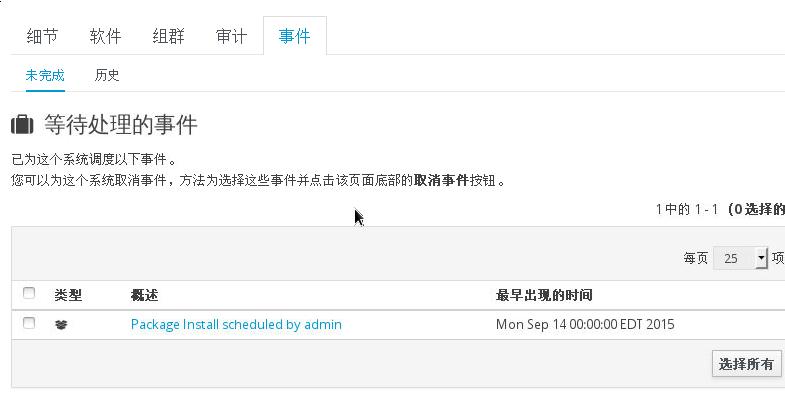 细节 软件 组群 审计 事件
未完成 历史
等待处理的事件
已为这个系统调度以下事件。
您可以为这个系统取消事件，方法为选择这些事件并点击该页面底部的取消事件按钮。
1 中的 1 - 1 (0 选择的
每页 25 项
类型 概述 最早出现的时间
Package Install scheduled by admin Mon Sep 14 00:00:00 EDT 2015
选择所有